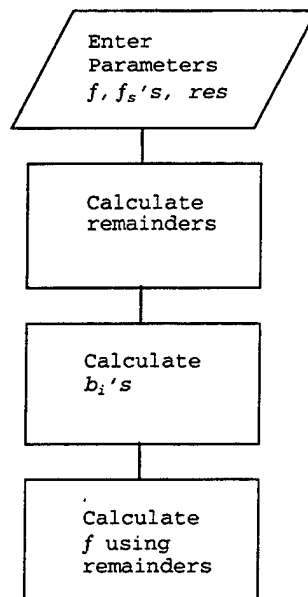 Enter
Parameters
f, fs's, res
Calculate
remainders
Calculate
bi's
Calculate
f using
remainders